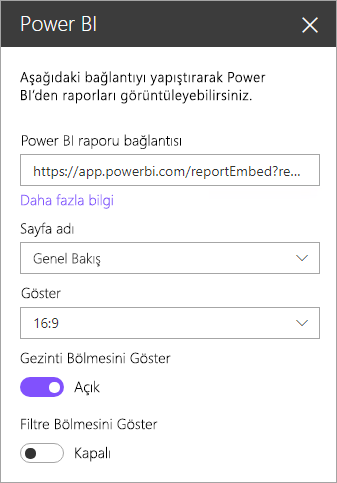 Power BI
Aşağıdaki bağlantıyı yapıştırarak Power
BI’den raporları görüntüleyebilirsiniz.
Power BI raporu bağlantısı
https://app.powerbi.com/reportEmbed?re...
Daha fazla bilgi
Sayfa adı
Genel Bakış
Göster
16:9
Gezinti Bölmesini Göster
Açık
Filtre Bölmesini Göster
Kapalı